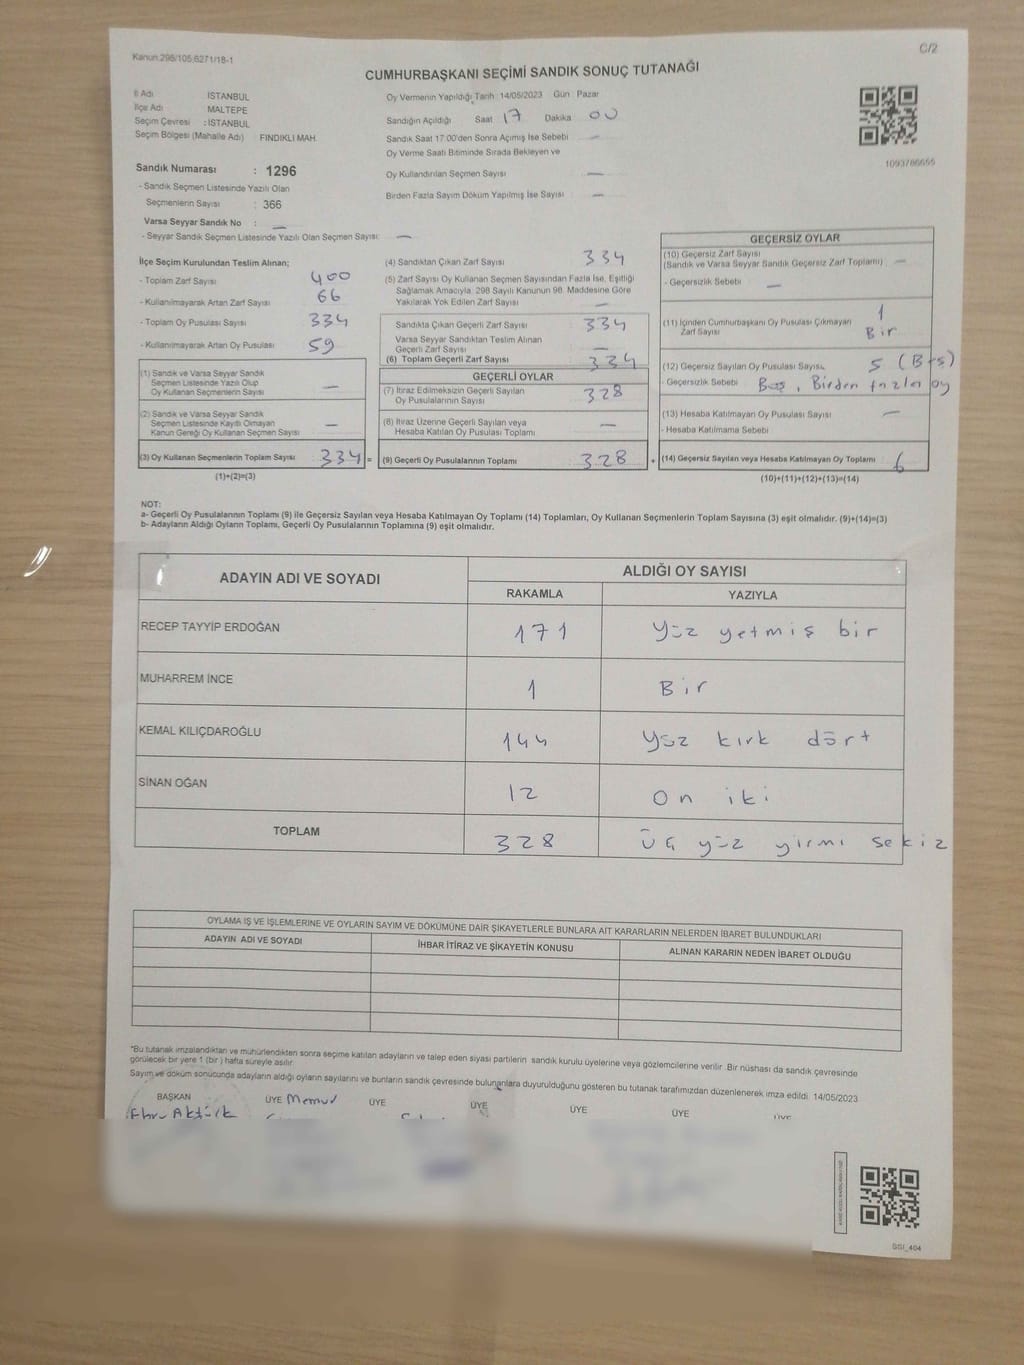 Kanun:298/105,6271/18-1
C/2
CUMHURBAŞKANI SEÇİMİ SANDIK SONUÇ TUTANAĞI
İl Adı İSTANBUL
İlçe Adı MALTEPE
Seçim Çevresi : İSTANBUL
Seçim Bölgesi (Mahalle Adı) FINDIKLI MAH.
Oy Vermenin Yapıldığı Tarih: 14/05/2023 Gün: Pazar
Sandığın Açıldığı Saat 17 Dakika 00
Sandık Saat 17:00'den Sonra Açımış İse Sebebi —
Oy Verme Saati Bitiminde Sırada Bekleyen ve
Oy Kullandırılan Seçmen Sayısı —
Birden Fazla Sayım Döküm Yapılmış İse Sayısı —
1093786655
Sandık Numarası : 1296
- Sandık Seçmen Listesinde Yazılı Olan
Seçmenlerin Sayısı : 366
Varsa Seyyar Sandık No : —
- Seyyar Sandık Seçmen Listesinde Yazılı Olan Seçmen Sayısı: —
İlçe Seçim Kurulundan Teslim Alınan;
- Toplam Zarf Sayısı 400
- Kullanılmayarak Artan Zarf Sayısı 66
- Toplam Oy Pusulası Sayısı 334
- Kullanılmayarak Artan Oy Pusulası 59
(1) Sandık ve Varsa Seyyar Sandık
Seçmen Listesinde Yazılı Olup
Oy Kullanan Seçmenlerin Sayısı —
(2) Sandık ve Varsa Seyyar Sandık
Seçmen Listesinde Kayıtlı Olmayan
Kanun Gereği Oy Kullanan Seçmen Sayısı —
(3) Oy Kullanan Seçmenlerin Toplam Sayısı 334 =
(1)+(2)=(3)
(4) Sandıktan Çıkan Zarf Sayısı 334
(5) Zarf Sayısı Oy Kullanan Seçmen Sayısından Fazla İse, Eşitliği
Sağlamak Amacıyla; 298 Sayılı Kanunun 98. Maddesine Göre
Yakılarak Yok Edilen Zarf Sayısı —
Sandıkta Çıkan Geçerli Zarf Sayısı 334
Varsa Seyyar Sandıktan Teslim Alınan
Geçerli Zarf Sayısı —
(6) Toplam Geçerli Zarf Sayısı 334
GEÇERLİ OYLAR
(7) İtiraz Edilmeksizin Geçerli Sayılan
Oy Pusulalarının Sayısı 328
(8) İtiraz Üzerine Geçerli Sayılan veya
Hesaba Katılan Oy Pusulası Toplamı —
(9) Geçerli Oy Pusulalarının Toplamı 328 +
GEÇERSİZ OYLAR
(10) Geçersiz Zarf Sayısı
(Sandık ve Varsa Seyyar Sandık Geçersiz Zarf Toplamı) —
- Geçersizlik Sebebi —
(11) İçinden Cumhurbaşkanı Oy Pusulası Çıkmayan 1
Zarf Sayısı Bir
(12) Geçersiz Sayılan Oy Pusulası Sayısı, 5 (Beş)
- Geçersizlik Sebebi Boş, Birden fazla oy
(13) Hesaba Katılmayan Oy Pusulası Sayısı —
- Hesaba Katılmama Sebebi
(14) Geçersiz Sayılan veya Hesaba Katılmayan Oy Toplamı 6
(10)+(11)+(12)+(13)=(14)
NOT:
a- Geçerli Oy Pusulalarının Toplamı (9) ile Geçersiz Sayılan veya Hesaba Katılmayan Oy Toplamı (14) Toplamları, Oy Kullanan Seçmenlerin Toplam Sayısına (3) eşit olmalıdır. (9)+(14)=(3)
b- Adayların Aldığı Oyların Toplamı, Geçerli Oy Pusulalarının Toplamına (9) eşit olmalıdır.
ADAYIN ADI VE SOYADI ALDIĞI OY SAYISI
RAKAMLA YAZIYLA
RECEP TAYYİP ERDOĞAN 171 Yüz yetmiş bir
MUHARREM İNCE 1 Bir
KEMAL KILIÇDAROĞLU 144 Yüz kırk dört
SİNAN OĞAN 12 On iki
TOPLAM 328 Üç yüz yirmi sekiz
OYLAMA İŞ VE İŞLEMLERİNE VE OYLARIN SAYIM VE DÖKÜMÜNE DAİR ŞİKAYETLERLE BUNLARA AİT KARARLARIN NELERDEN İBARET BULUNDUKLARI
ADAYIN ADI VE SOYADI İHBAR İTİRAZ VE ŞİKAYETİN KONUSU ALINAN KARARIN NEDEN İBARET OLDUĞU
*Bu tutanak imzalandıktan ve mühürlendikten sonra seçime katılan adayların ve talep eden siyasi partilerin sandık kurulu üyelerine veya gözlemcilerine verilir. Bir nüshası da sandık çevresinde
görülecek bir yere 1 (bir) hafta süreyle asılır.
Sayım ve döküm sonucunda adayların aldığı oyların sayılarını ve bunların sandık çevresinde bulunanlara duyurulduğunu gösteren bu tutanak tarafımızdan düzenlenerek imza edildi. 14/05/2023
BAŞKAN ÜYE Memur ÜYE ÜYE ÜYE ÜYE ÜYE
Ebru Aktürk
SSI_404